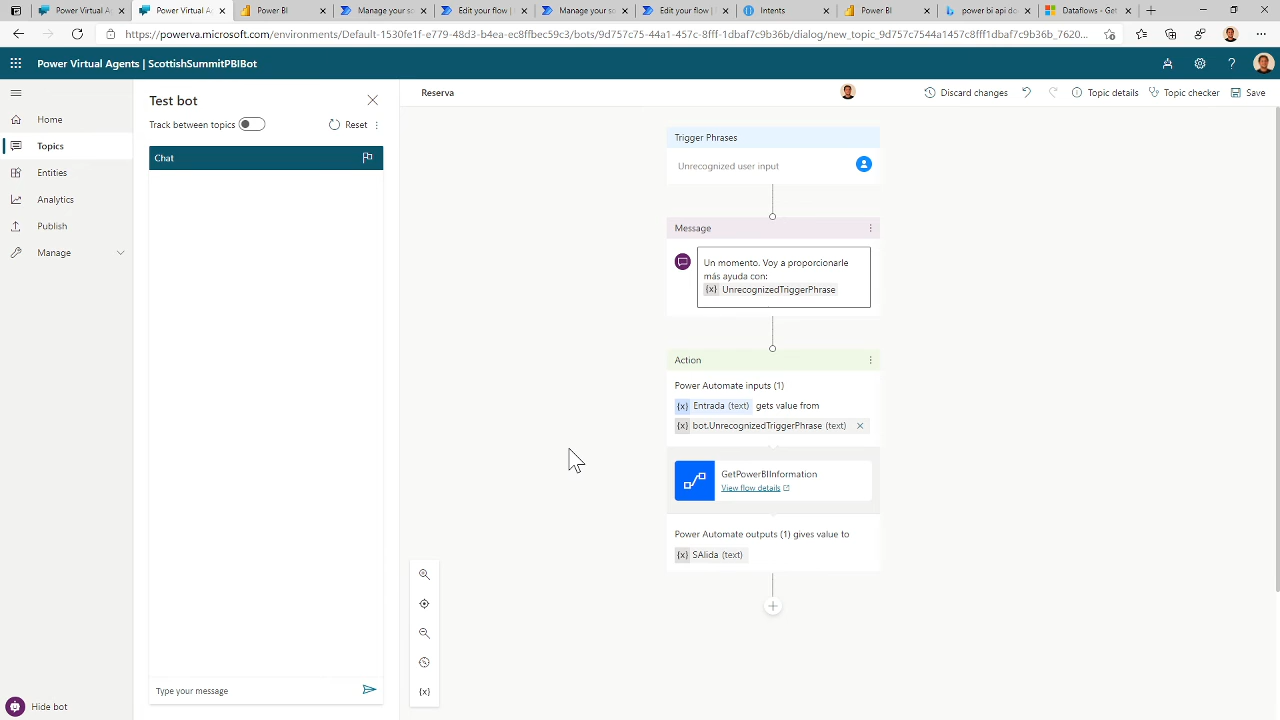 Power Virtual A
Power Virtual A
Power BI
Manage your so
Edit your flow |
Manage your so
Edit your flow |
Intents
Power BI
power bi api do
Dataflows - Get
https://powerva.microsoft.com/environments/Default-1530fe1f-e779-48d3-b4ea-ec8ffbec59c3/bots/9d757c75-44a1-457c-8fff-1dbaf7c9b36b/dialog/new_topic_9d757c7544a1457c8fff1dbaf7c9b36b_7620...
Power Virtual Agents | ScottishSummitPBIBot
?
Home
Topics
Entities
Analytics
Publish
Manage
Hide bot
Test bot
Track between topics
Reset
Chat
Type your message
Reserva
Discard changes
Topic details
Topic checker
Save
Trigger Phrases
Unrecognized user input
Message
Un momento. Voy a proporcionarle
más ayuda con:
{x} UnrecognizedTriggerPhrase
Action
Power Automate inputs (1)
{x} Entrada (text) gets value from
{x} bot.UnrecognizedTriggerPhrase (text)
GetPowerBIInformation
View flow details
Power Automate outputs (1) gives value to
{x} SAlida (text)
{x}